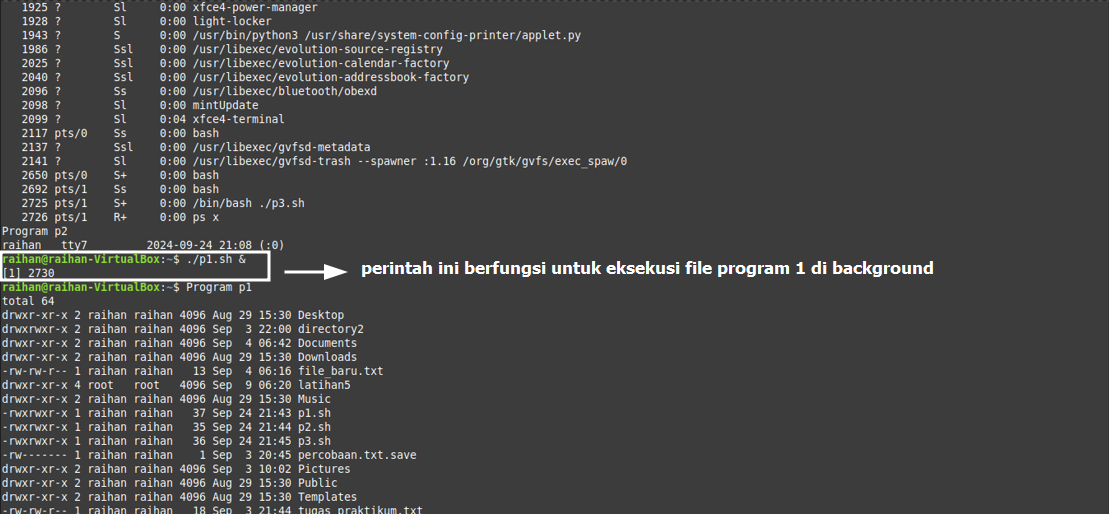 1925 ?        Sl     0:00 xfce4-power-manager
1928 ?        Sl     0:00 light-locker
1943 ?        S      0:00 /usr/bin/python3 /usr/share/system-config-printer/applet.py
1986 ?        Ssl    0:00 /usr/libexec/evolution-source-registry
2025 ?        Ssl    0:00 /usr/libexec/evolution-calendar-factory
2040 ?        Ssl    0:00 /usr/libexec/evolution-addressbook-factory
2096 ?        Ss     0:00 /usr/libexec/bluetooth/obexd
2098 ?        Sl     0:00 mintUpdate
2099 ?        Sl     0:04 xfce4-terminal
2117 pts/0    Ss     0:00 bash
2137 ?        Ssl    0:00 /usr/libexec/gvfsd-metadata
2141 ?        Sl     0:00 /usr/libexec/gvfsd-trash --spawner :1.16 /org/gtk/gvfs/exec_spaw/0
2650 pts/0    S+     0:00 bash
2692 pts/1    Ss     0:00 bash
2725 pts/1    S+     0:00 /bin/bash ./p3.sh
2726 pts/1    R+     0:00 ps x
Program p2
raihan   tty7         2024-09-24 21:08 (:0)
raihan@raihan-VirtualBox:~$ ./p1.sh &
[1] 2730
perintah ini berfungsi untuk eksekusi file program 1 di background
raihan@raihan-VirtualBox:~$ Program p1
total 64
drwxr-xr-x 2 raihan raihan 4096 Aug 29 15:30 Desktop
drwxrwxr-x 2 raihan raihan 4096 Sep  3 22:00 directory2
drwxr-xr-x 2 raihan raihan 4096 Sep  4 06:42 Documents
drwxr-xr-x 2 raihan raihan 4096 Aug 29 15:30 Downloads
-rw-rw-r-- 1 raihan raihan   13 Sep  4 06:16 file_baru.txt
drwxr-xr-x 4 root   root   4096 Sep  9 06:20 latihan5
drwxr-xr-x 2 raihan raihan 4096 Aug 29 15:30 Music
-rwxrwxr-x 1 raihan raihan   37 Sep 24 21:43 p1.sh
-rwxrwxr-x 1 raihan raihan   35 Sep 24 21:44 p2.sh
-rwxrwxr-x 1 raihan raihan   36 Sep 24 21:45 p3.sh
-rw------- 1 raihan raihan    1 Sep  3 20:45 percobaan.txt.save
drwxr-xr-x 2 raihan raihan 4096 Sep  3 10:02 Pictures
drwxr-xr-x 2 raihan raihan 4096 Aug 29 15:30 Public
drwxr-xr-x 2 raihan raihan 4096 Aug 29 15:30 Templates
-rw-rw-r-- 1 raihan raihan   18 Sep  3 21:44 tugas_praktikum.txt